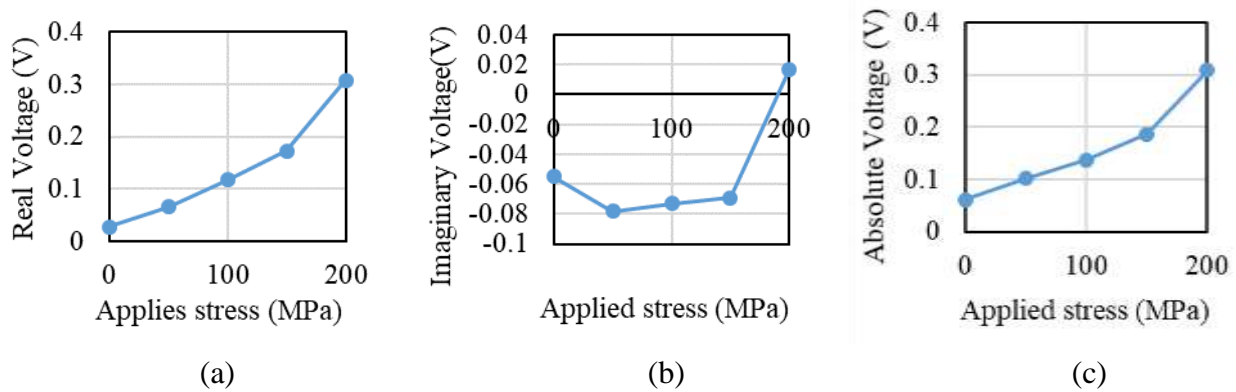 Real Voltage (V)
0.4
0.3
0.2
0.1
0
0 100 200
Applies stress (MPa)
(a)
Imaginary Voltage(V)
0.04
0.02
0
-0.02
-0.04
-0.06
-0.08
-0.1
0 100 200
Applied stress (MPa)
(b)
Absolute Voltage (V)
0.4
0.3
0.2
0.1
0
0 100 200
Applied stress (MPa)
(c)